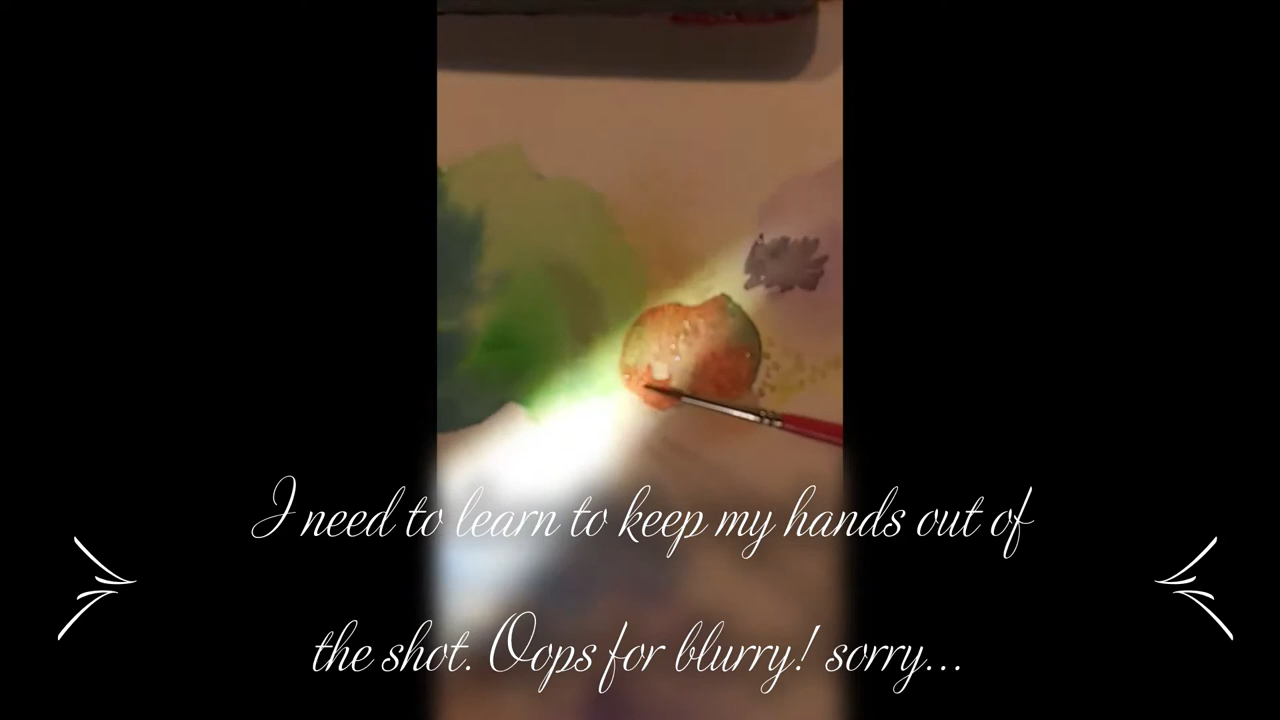 I need to learn to keep my hands out of
the shot. Oops for blurry! sorry...